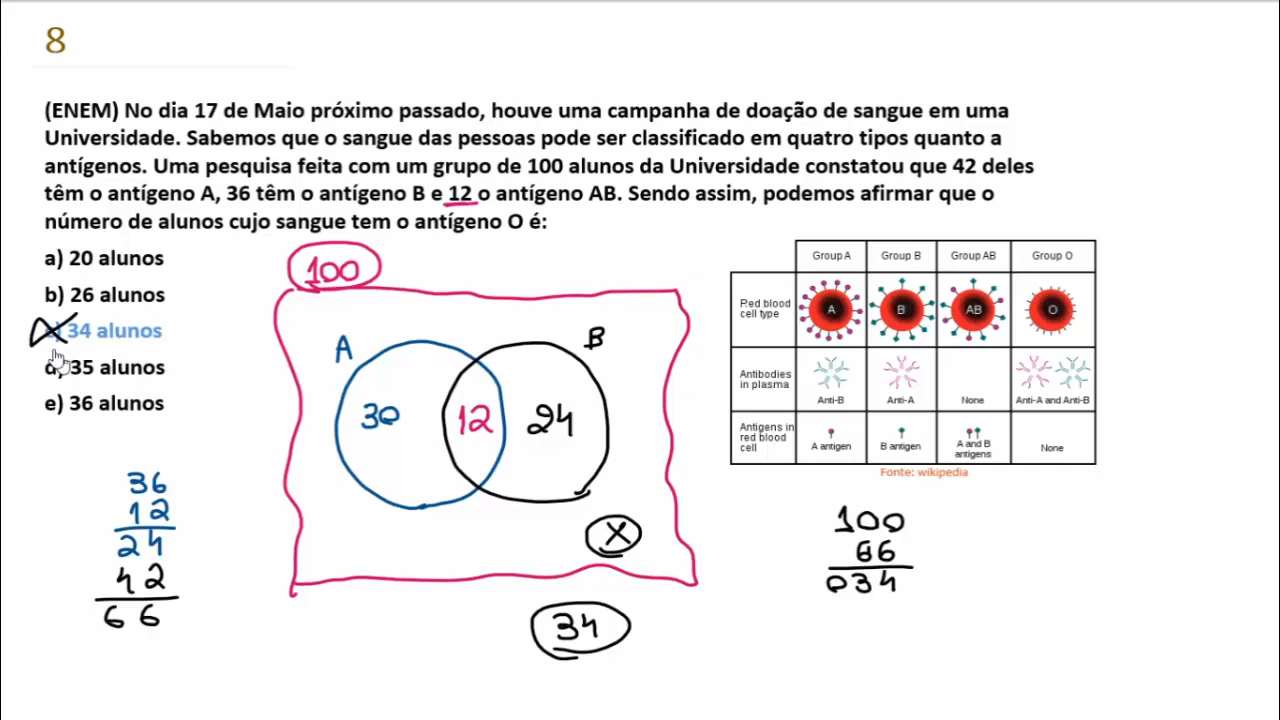 8
(ENEM) No dia 17 de Maio próximo passado, houve uma campanha de doação de sangue em uma
Universidade. Sabemos que o sangue das pessoas pode ser classificado em quatro tipos quanto a
antígenos. Uma pesquisa feita com um grupo de 100 alunos da Universidade constatou que 42 deles
têm o antígeno A, 36 têm o antígeno B e 12 o antígeno AB. Sendo assim, podemos afirmar que o
número de alunos cujo sangue tem o antígeno O é:
a) 20 alunos
b) 26 alunos
c) 34 alunos
d) 35 alunos
e) 36 alunos
100
A
B
30
12
24
X
34
36
12
24
42
66
Group A
Group B
Group AB
Group O
Red blood
cell type
A
B
AB
O
Antibodies
in plasma
Anti-B
Anti-A
None
Anti-A and Anti-B
Antigens in
red blood
cell
A antigen
B antigen
A and B
antigens
None
Fonte: wikipedia
100
66
034